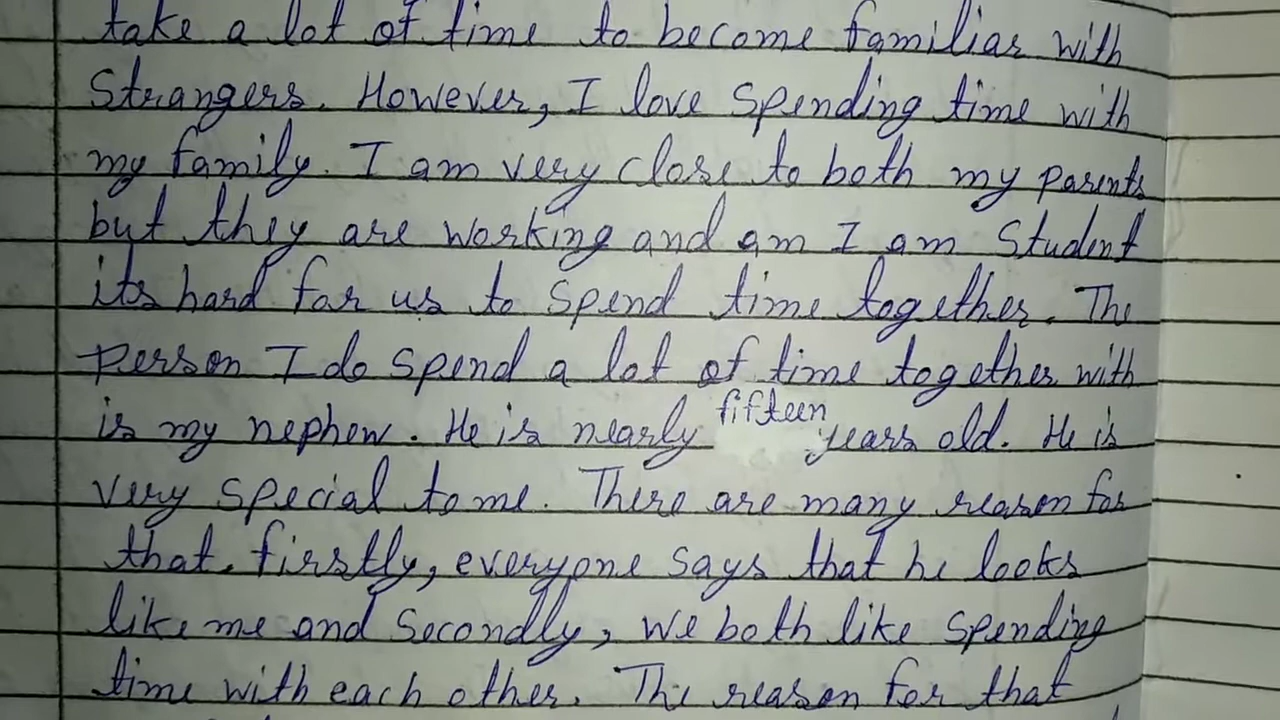 take a lot of time to become familiar with
Strangers. However, I love spending time with
my family. I am very close to both my parents
but they are working and am I am Student
its hard for us to spend time together. The
person I do spend a lot of time together with
is my nephew. He is nearly fifteen years old. He is
very special to me. There are many reason for
that. firstly, everyone says that he looks
like me and Secondly, we both like spending
time with each other. The reason for that